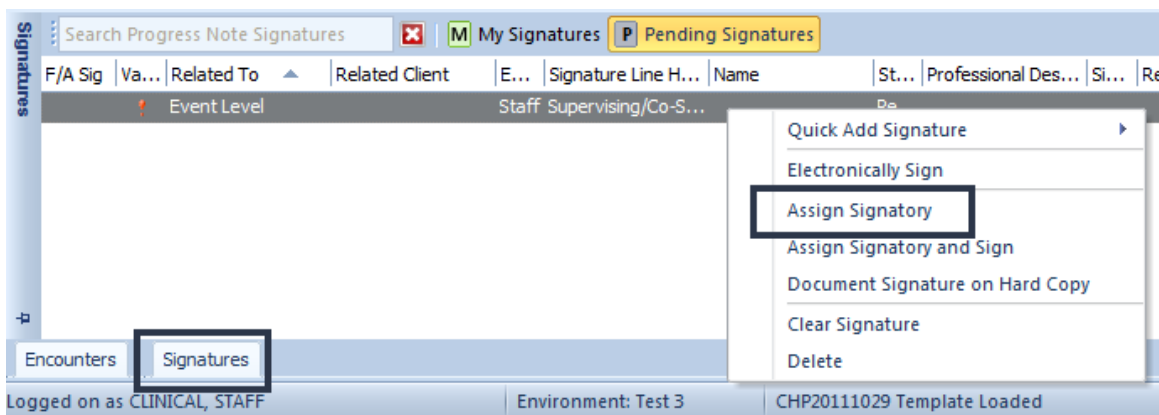 Signatures
Search Progress Note Signatures M My Signatures P Pending Signatures
F/A Sig Va... Related To Related Client E... Signature Line H... Name St... Professional Des... Si... Re
Event Level Staff Supervising/Co-S... Pe
Quick Add Signature
Electronically Sign
Assign Signatory
Assign Signatory and Sign
Document Signature on Hard Copy
Clear Signature
Delete
Encounters Signatures
Logged on as CLINICAL, STAFF Environment: Test 3 CHP20111029 Template Loaded